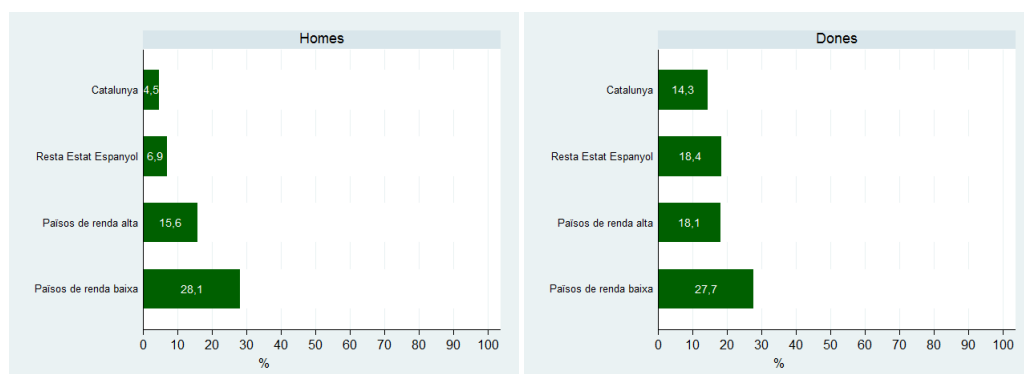 Homes
Catalunya
4,5
Resta Estat Espanyol
6,9
Països de renda alta
15,6
Països de renda baixa
28,1
0 10 20 30 40 50 60 70 80 90 100
%
Dones
Catalunya
14,3
Resta Estat Espanyol
18,4
Països de renda alta
18,1
Països de renda baixa
27,7
0 10 20 30 40 50 60 70 80 90 100
%